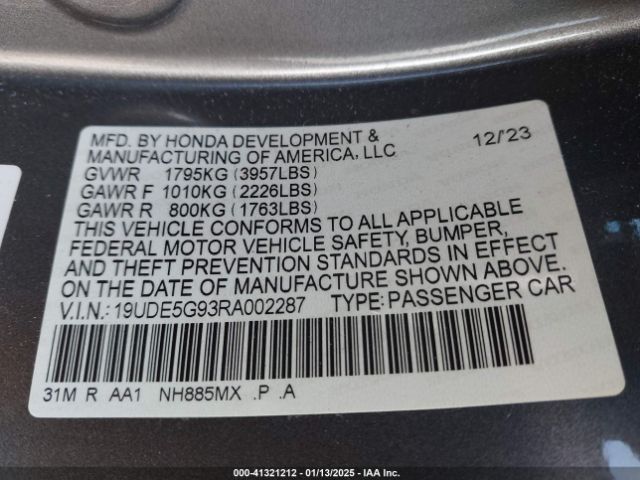 MFD. BY HONDA DEVELOPMENT & 12/'23
MANUFACTURING OF AMERICA, LLC
GVWR 1795KG (3957LBS)
GAWR F 1010KG (2226LBS)
GAWR R 800KG (1763LBS)
THIS VEHICLE CONFORMS TO ALL APPLICABLE
FEDERAL MOTOR VEHICLE SAFETY, BUMPER,
AND THEFT PREVENTION STANDARDS IN EFFECT
ON THE DATE OF MANUFACTURE SHOWN ABOVE.
V.I.N.: 19UDE5G93RA002287 TYPE: PASSENGER CAR
31M R AA1 NH885MX .P .A
000-41321212 - 01/13/2025 - IAA Inc.